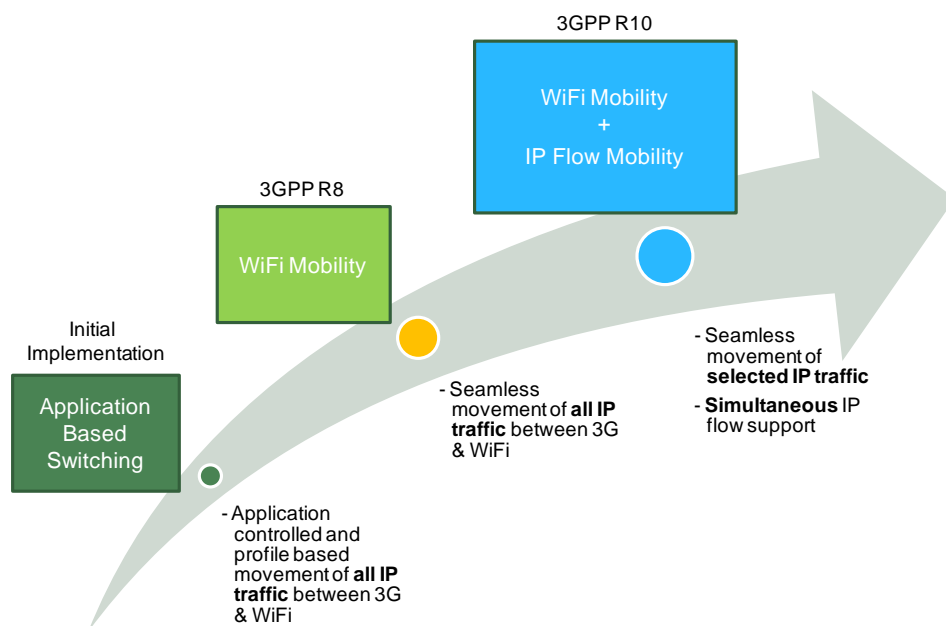 3GPP R10
WiFi Mobility
+
IP Flow Mobility
3GPP R8
WiFi Mobility
Initial
Implementation
Application
Based
Switching
- Application
controlled and
profile based
movement of all IP
traffic between 3G
& WiFi
- Seamless
movement of all IP
traffic between 3G
& WiFi
- Seamless
movement of
selected IP traffic
- Simultaneous IP
flow support